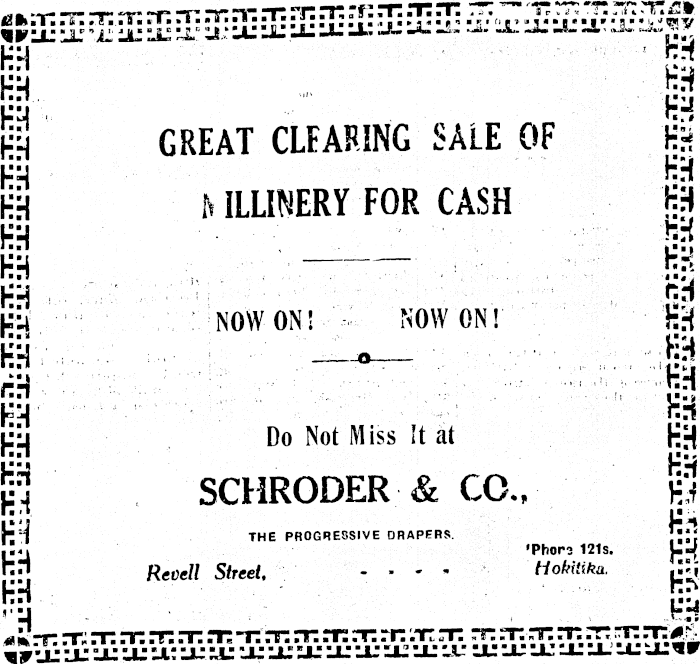 GREAT CLEARING SALE OF
MILLINERY FOR CASH
NOW ON! NOW ON!
Do Not Miss It at
SCHRODER & CO.,
THE PROGRESSIVE DRAPERS.
'Phone 121s.
Revell Street, - - - - Hokitika.